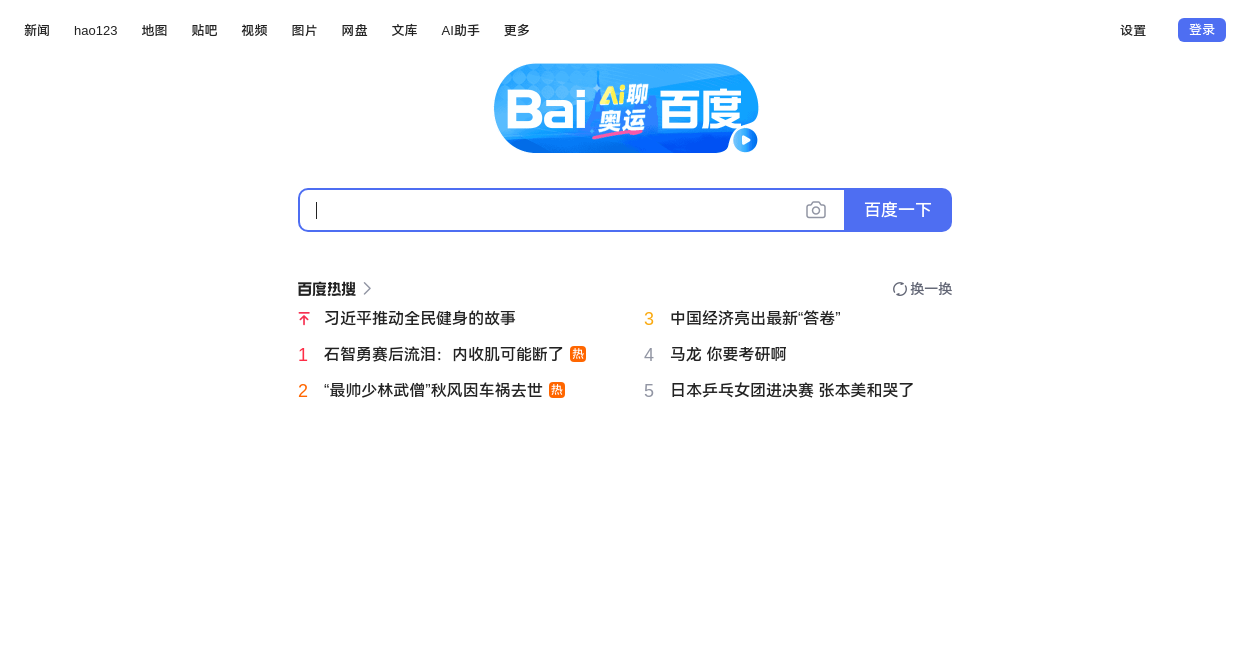 新闻 hao123 地图 贴吧 视频 图片 网盘 文库 AI助手 更多 设置 登录
Bai Ai聊奥运 百度
百度一下
百度热搜 换一换
习近平推动全民健身的故事
1 石智勇赛后流泪：内收肌可能断了 热
2 “最帅少林武僧”秋风因车祸去世 热
3 中国经济亮出最新“答卷”
4 马龙 你要考研啊
5 日本乒乓女团进决赛 张本美和哭了